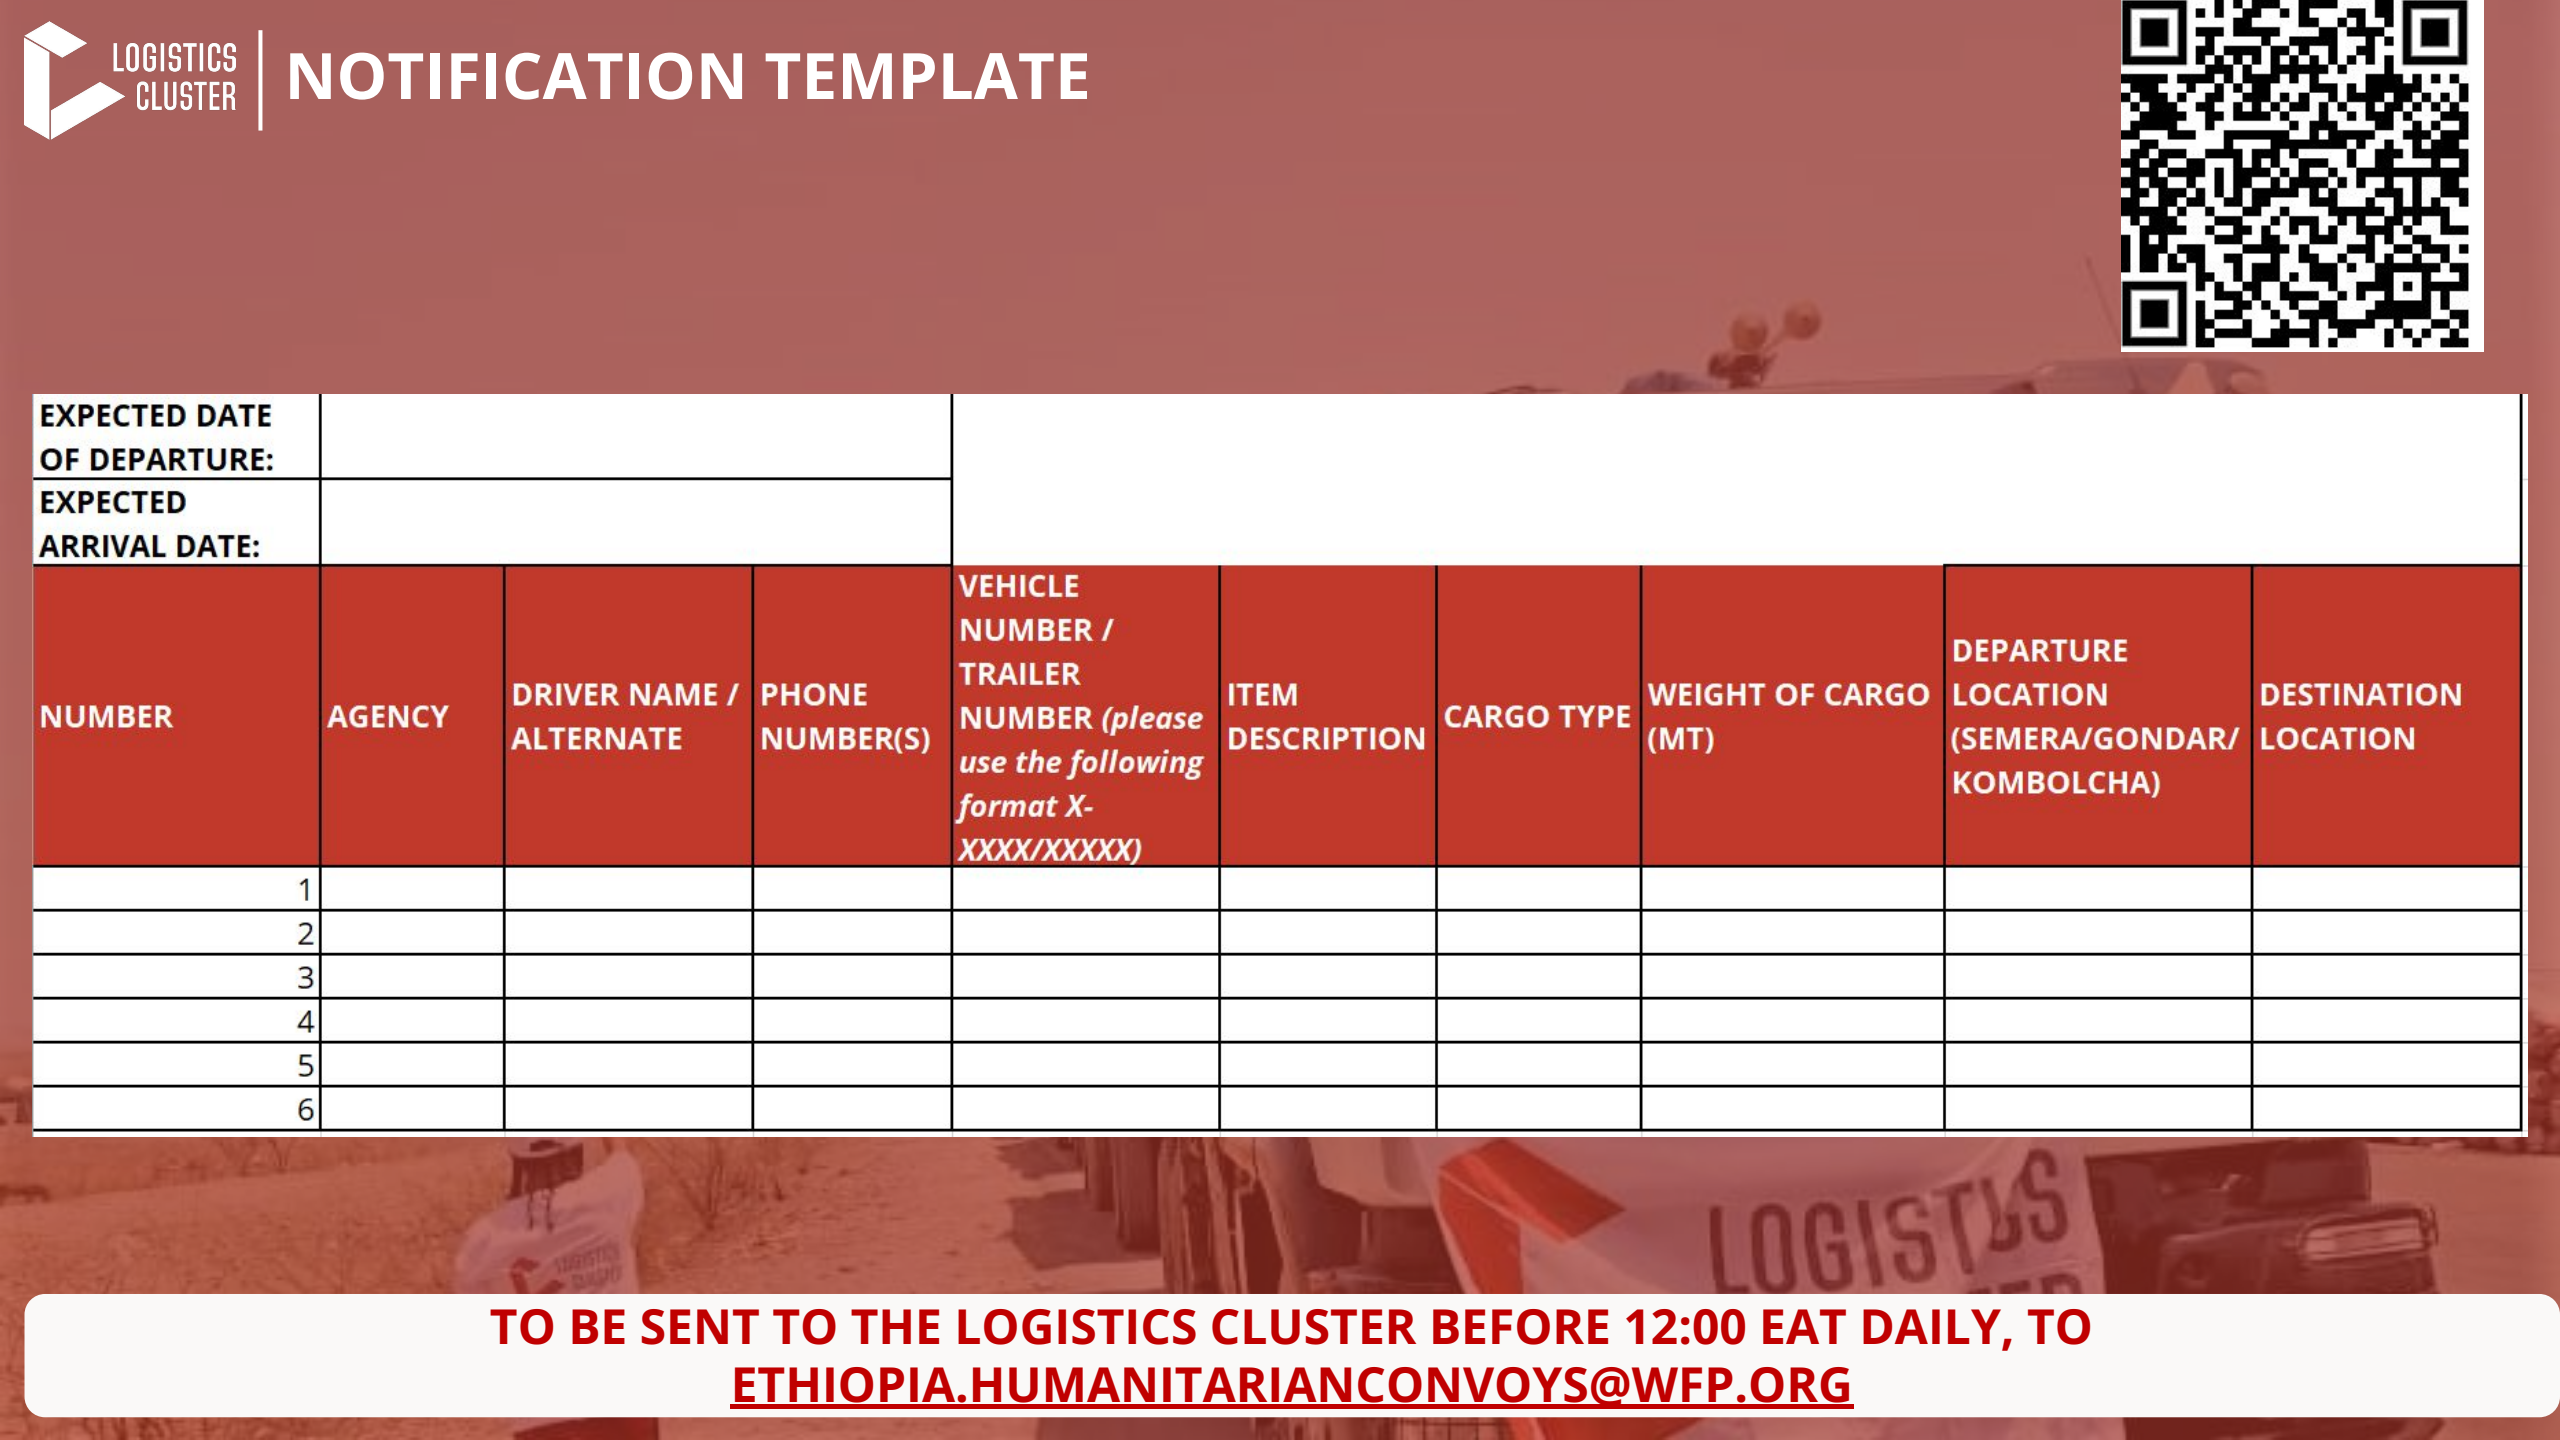 LOGISTICS
CLUSTER
NOTIFICATION TEMPLATE
EXPECTED DATE
OF DEPARTURE:
EXPECTED
ARRIVAL DATE:
NUMBER
AGENCY
DRIVER NAME /
ALTERNATE
PHONE
NUMBER(S)
VEHICLE
NUMBER /
TRAILER
NUMBER (please
use the following
format X-
XXXX/XXXXX)
ITEM
DESCRIPTION
CARGO TYPE
WEIGHT OF CARGO
(MT)
DEPARTURE
LOCATION
(SEMERA/GONDAR/
KOMBOLCHA)
DESTINATION
LOCATION
1
2
3
4
5
6
LOGISTICS
TO BE SENT TO THE LOGISTICS CLUSTER BEFORE 12:00 EAT DAILY, TO
ETHIOPIA.HUMANITARIANCONVOYS@WFP.ORG